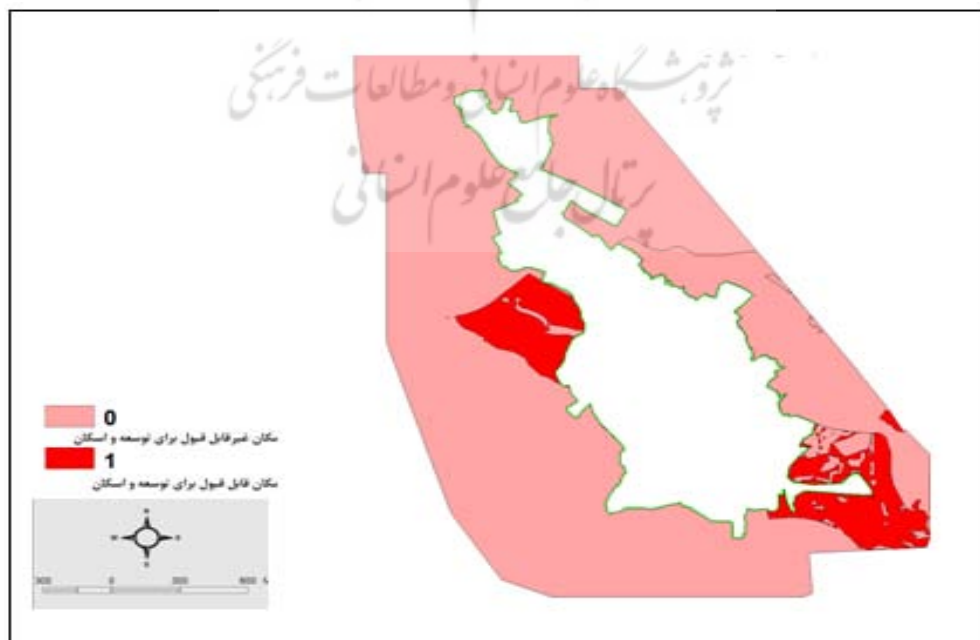 پژوهشگاه علوم انسانی و مطالعات فرهنگی
پرتال جامع علوم انسانی
0
مکان غیرقابل قبول برای توسعه و اسکان
1
مکان قابل قبول برای توسعه و اسکان
0